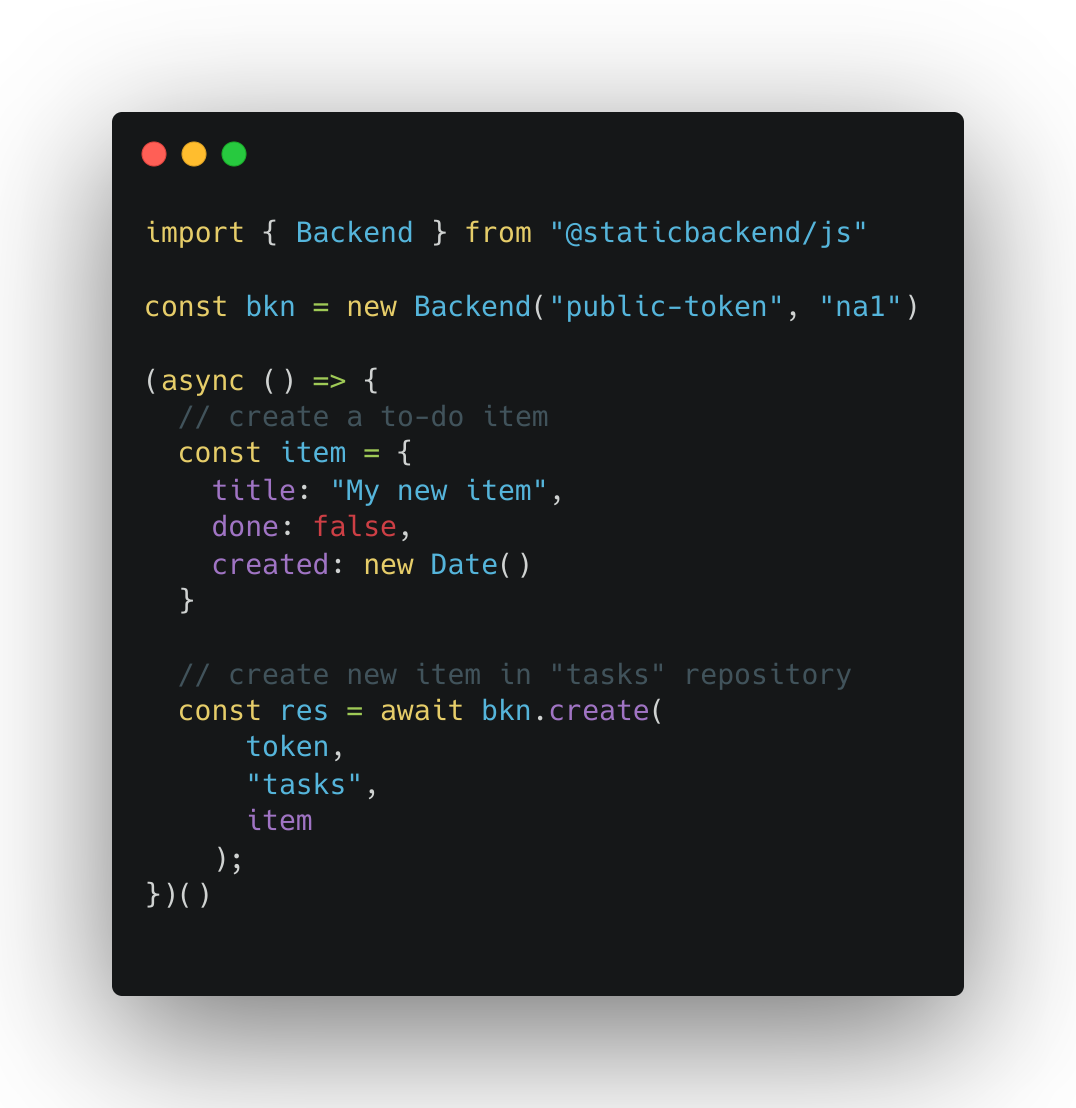 import { Backend } from "@staticbackend/js"
const bkn = new Backend("public-token", "na1")
(async () => {
  // create a to-do item
  const item = {
    title: "My new item",
    done: false,
    created: new Date()
  }
  // create new item in "tasks" repository
  const res = await bkn.create(
      token,
      "tasks",
      item
    );
})()